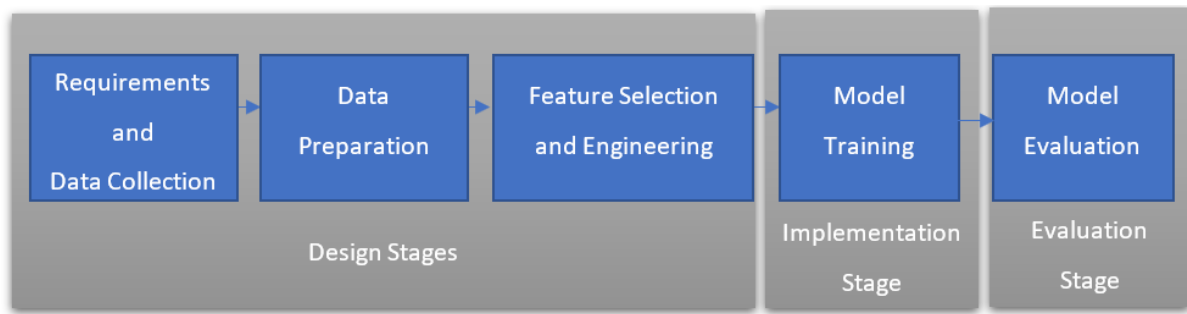 Requirements
and
Data Collection
Data
Preparation
Feature Selection
and Engineering
Model
Training
Model
Evaluation
Design Stages
Implementation
Stage
Evaluation
Stage